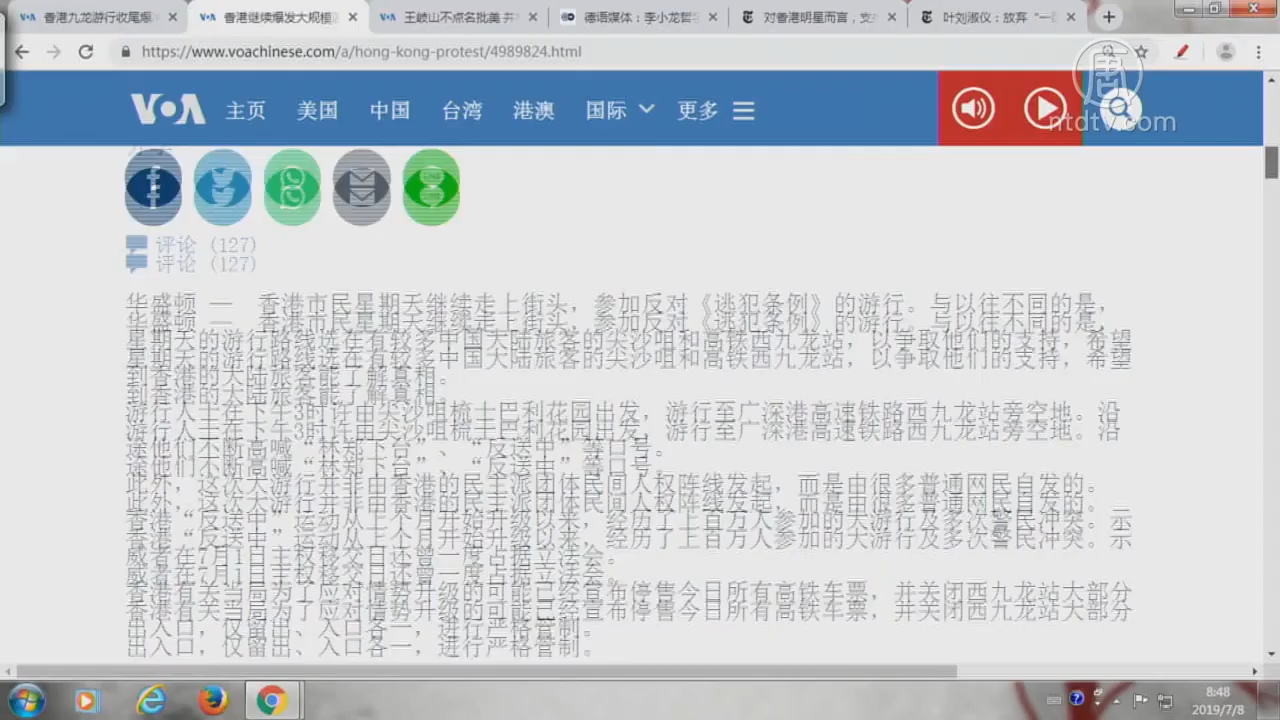 香港九龙游行收尾爆
香港继续爆发大规模
王岐山不点名批美
德语媒体：李小龙哲
对香港明星而言，支
叶刘淑仪：放弃“一
https://www.voachinese.com/a/hong-kong-protest/4989824.html
VOA 主页 美国 中国 台湾 港澳 国际 更多
唐
ntdtv.com
评论 (127)
华盛顿 — 香港市民星期天继续走上街头，参加反对《逃犯条例》的游行。与以往不同的是，
星期天的游行路线选在有较多中国大陆旅客的尖沙咀和高铁西九龙站，以争取他们的支持，希望
到香港的大陆旅客能了解真相。
游行人士在下午3时许由尖沙咀梳士巴利花园出发，游行至广深港高速铁路西九龙站旁空地。沿
途他们不断高喊“林郑下台”、“反送中”等口号。
此外，这次大游行并非由香港的民主派团体民间人权阵线发起，而是由很多普通网民自发的。
香港“反送中”运动从上个月开始升级以来，经历了上百万人参加的大游行及多次警民冲突。示
威者在7月1日主权移交日还曾一度占据立法会。
香港有关当局为了应对情势升级的可能已经宣布停售今日所有高铁车票，并关闭西九龙站大部分
出入口，仅留出、入口各一，进行严格管制。
8:48
2019/7/8